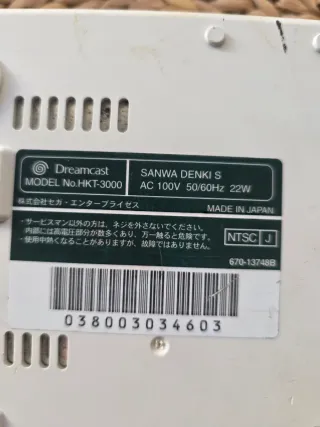 Dreamcast
MODEL No.HKT-3000
SANWA DENKI S
AC 100V 50/60Hz 22W
株式会社セガ・エンタープライゼス
MADE IN JAPAN
・サービスマン以外の方は、ネジを外さないでください。
内部には高電圧部分が数多くあり、万一触ると危険です。
・使用中熱くなることがありますが、故障ではありません。
NTSC J
670-13748B
038003034603